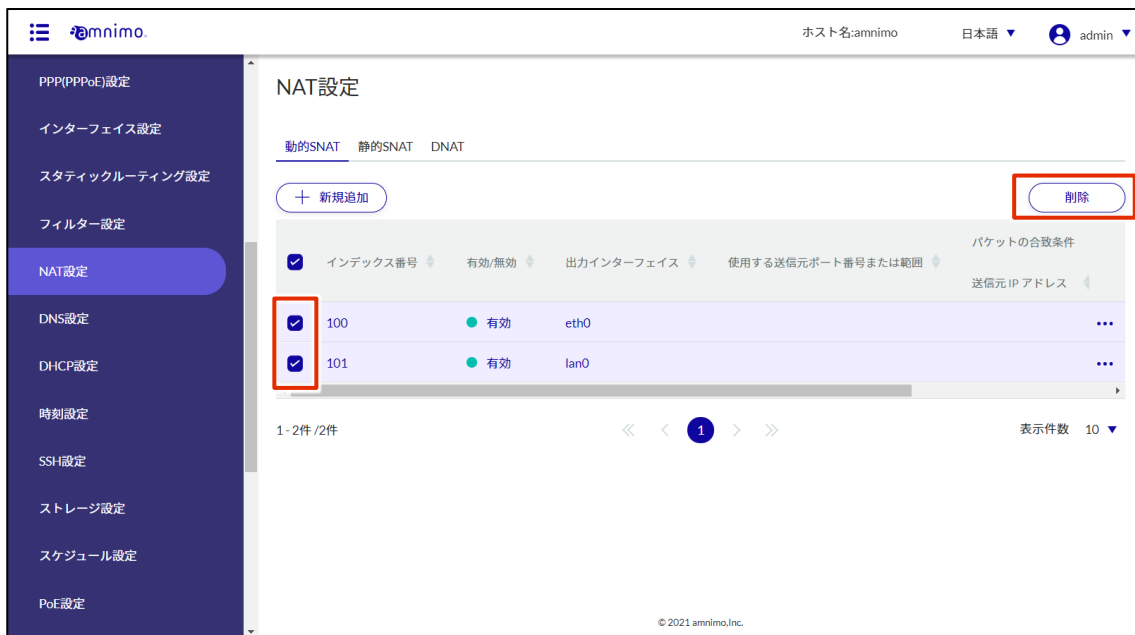 amnimo.
ホスト名:amnimo
日本語 ▼
admin ▼
PPP(PPPoE)設定
インターフェイス設定
スタティックルーティング設定
フィルター設定
NAT設定
DNS設定
DHCP設定
時刻設定
SSH設定
ストレージ設定
スケジュール設定
PoE設定
NAT設定
動的SNAT 静的SNAT DNAT
+ 新規追加
削除
パケットの合致条件
インデックス番号 有効/無効 出力インターフェイス 使用する送信元ポート番号または範囲
送信元 IP アドレス
100 有効 eth0
101 有効 lan0
1 - 2件 /2件
1
表示件数 10 ▼
© 2021 amnimo,Inc.